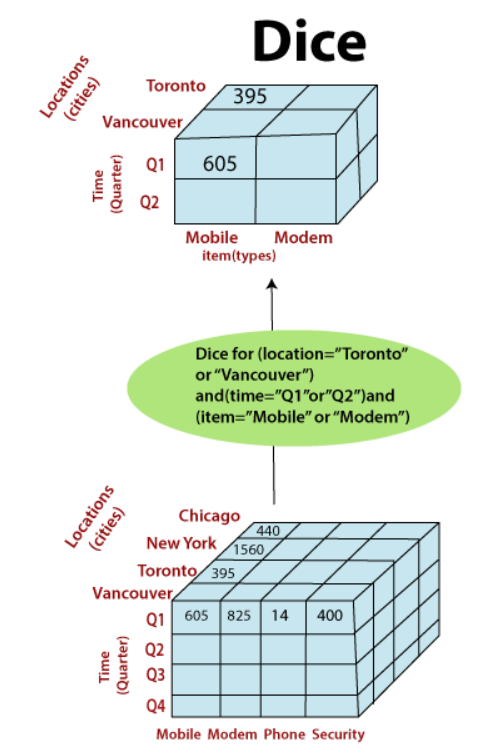 Dice
Locations
(cities)
Toronto
395
Vancouver
Time
(Quarter)
Q1
605
Q2
Mobile Modem
item(types)
Dice for (location="Toronto"
or "Vancouver")
and(time="Q1"or"Q2")and
(item="Mobile" or "Modem")
Locations
(cities)
Chicago
440
New York
1560
Toronto
395
Vancouver
Time
(Quarter)
Q1
605 825 14 400
Q2
Q3
Q4
Mobile Modem Phone Security